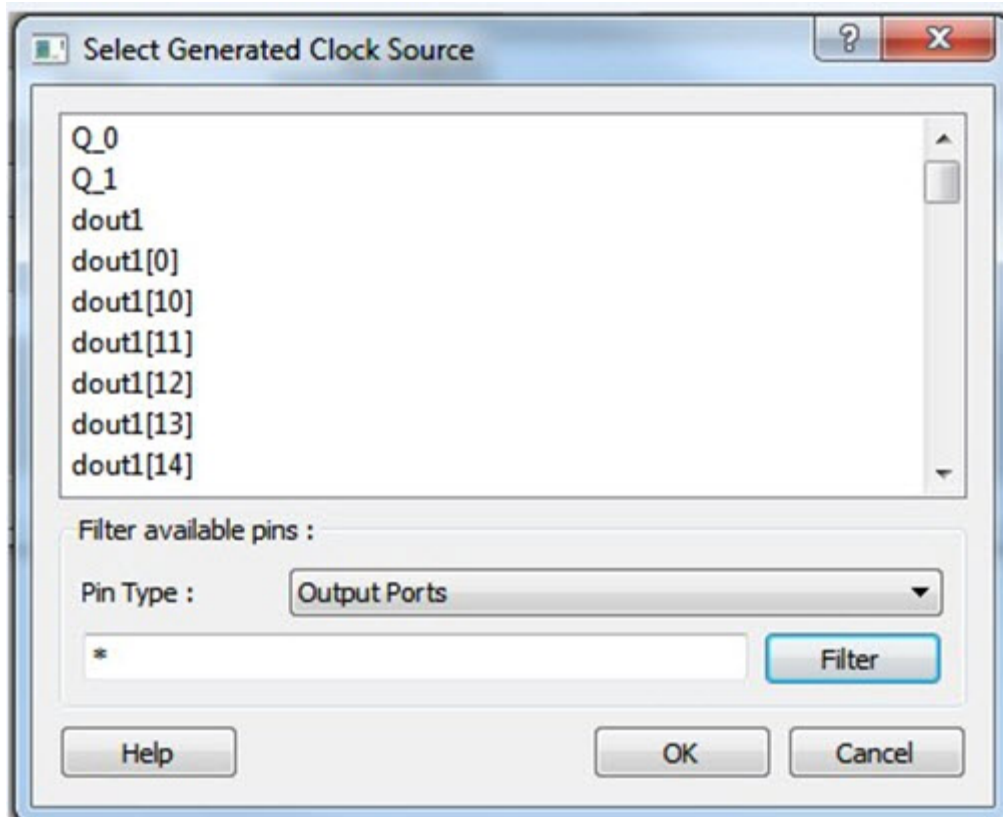 Select Generated Clock Source
Q_0
Q_1
dout1
dout1[0]
dout1[10]
dout1[11]
dout1[12]
dout1[13]
dout1[14]
Filter available pins :
Pin Type : Output Ports
* Filter
Help OK Cancel